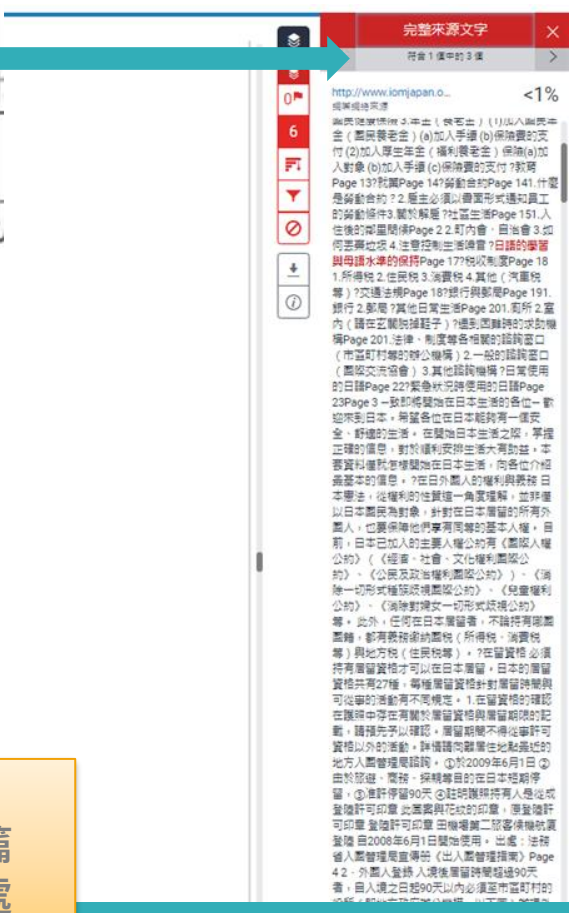 完整來源文字
符合 1 個中的 3 個
http://www.iomjapan.o...
<1%
網際網路來源
0
6
國民健康保險 3.年金(養老金)(1)加入國民年
金(國民養老金)(a)加入手續 (b)保險費的支
付 (2)加入厚生年金(福利養老金)保險(a)加
入對象 (b)加入手續 (c)保險費的支付 ?教育
Page 13?就業Page 14?勞動合約Page 141.什麼
是勞動合約 ? 2.雇主必須以書面形式通知員工
的勞動條件3.關於解雇 ?社區生活Page 151.入
住後的鄰里問候Page 2 2.町內會、自治會 3.如
何丟棄垃圾 4.注意控制生活噪音 ?日語的學習
與母語水準的保持Page 17?稅收制度Page 18
1.所得稅 2.住民稅 3.消費稅 4.其他(汽車稅
等)?交通法規Page 18?銀行與郵局Page 191.
銀行 2.郵局 ?其他日常生活Page 201.廁所 2.室
內(請在玄關脫掉鞋子)?遇到困難時的求助機
構Page 201.法律、制度等各相關的諮詢窗口
(市區町村等的辦公機構)2.一般的諮詢窗口
(國際交流協會) 3.其他諮詢機構 ?日常使用
的日語Page 22?緊急狀況時使用的日語Page
23Page 3 —致即將開始在日本生活的各位— 歡
迎來到日本。希望各位在日本能夠有一個安
全、舒適的生活。在開始日本生活之際,掌握
正確的信息,對於順利安排生活大有助益。本
套資料僅就怎樣開始在日本生活,向各位介紹
最基本的信息。?在日外國人的權利與義務 日
本憲法,從權利的性質這一角度理解,並非僅
以日本國民為對象,針對在日本居留的所有外
國人,也要保障他們享有同等的基本人權。目
前,日本已加入的主要人權公約有《國際人權
公約》(《經濟、社會、文化權利國際公
約》、《公民及政治權利國際公約》)、《消
除一切形式種族歧視國際公約》、《兒童權利
公約》、《消除對婦女一切形式歧視公約》
等。此外,任何在日本居留者,不論持有哪國
國籍,都有義務繳納國稅(所得稅、消費稅
等)與地方稅(住民稅等)。?在留資格 必須
持有居留資格才可以在日本居留。日本的居留
資格共有27種,每種居留資格針對居留時間與
可從事的活動有不同規定。1.在留資格的確認
在護照中存在有關於居留資格與居留期限的記
載,請預先予以確認。居留期間不得從事許可
資格以外的活動。詳情請向離居住地點最近的
地方入國管理局諮詢。①於2009年6月1日 ②
由於旅遊、商務、探親等目的在日本短期停
留,③准許停留90天 ④註明護照持有人是從成
登陸許可印章 此圖案與花紋的印章,原登陸許
可印章 登陸許可印章 田機場第二旅客候機航廈
登陸 自2008年6月1日開始使用。出處:法務
省入國管理局宣傳冊《出入國管理指南》Page
4 2.外國人登錄 入境後居留時間超過90天
者,自入境之日起90天以內必須至市區町村的
處